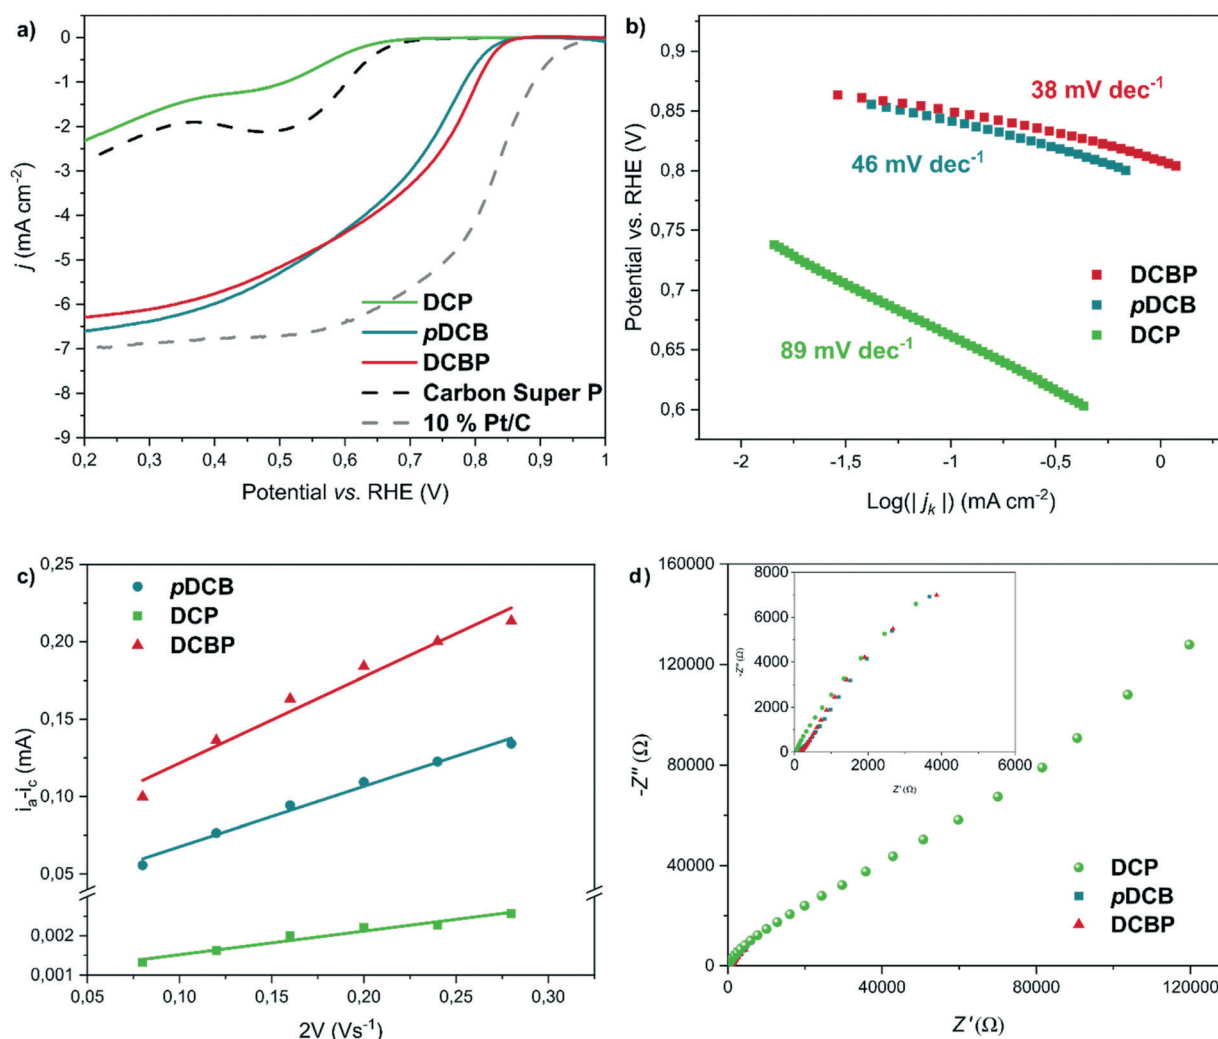 a)
0
-1
-2
-3
-4
-5
-6
-7
-8
-9
j (mA cm-2)
DCP
pDCB
DCBP
Carbon Super P
10 % Pt/C
0,2 0,3 0,4 0,5 0,6 0,7 0,8 0,9 1
Potential vs. RHE (V)
b)
0,9
0,85
0,8
0,75
0,7
0,65
0,6
Potential vs. RHE (V)
38 mV dec-1
46 mV dec-1
89 mV dec-1
DCBP
pDCB
DCP
-2 -1,5 -1 -0,5 0
Log(| jk |) (mA cm-2)
c)
0,25
0,20
0,15
0,10
0,05
0,002
0,001
ia-ic (mA)
pDCB
DCP
DCBP
0,05 0,10 0,15 0,20 0,25 0,30
2V (Vs-1)
d)
160000
120000
80000
40000
0
-Z'' (Ω)
8000
6000
4000
2000
0
-Z'' (Ω)
0 2000 4000 6000
Z' (Ω)
DCP
pDCB
DCBP
0 40000 80000 120000
Z' (Ω)